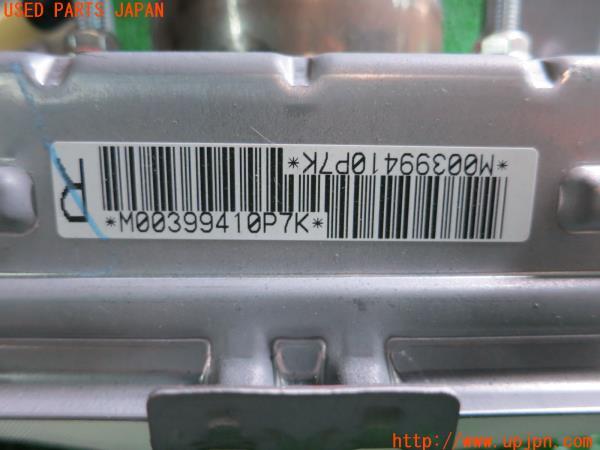 USED PARTS JAPAN
*M00399410P7K*
R
*M00399410P7K*
http://www.upjpn.com/